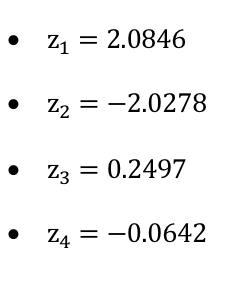 • z₁ = 2.0846
• z₂ = −2.0278
• z₃ = 0.2497
• z₄ = −0.0642